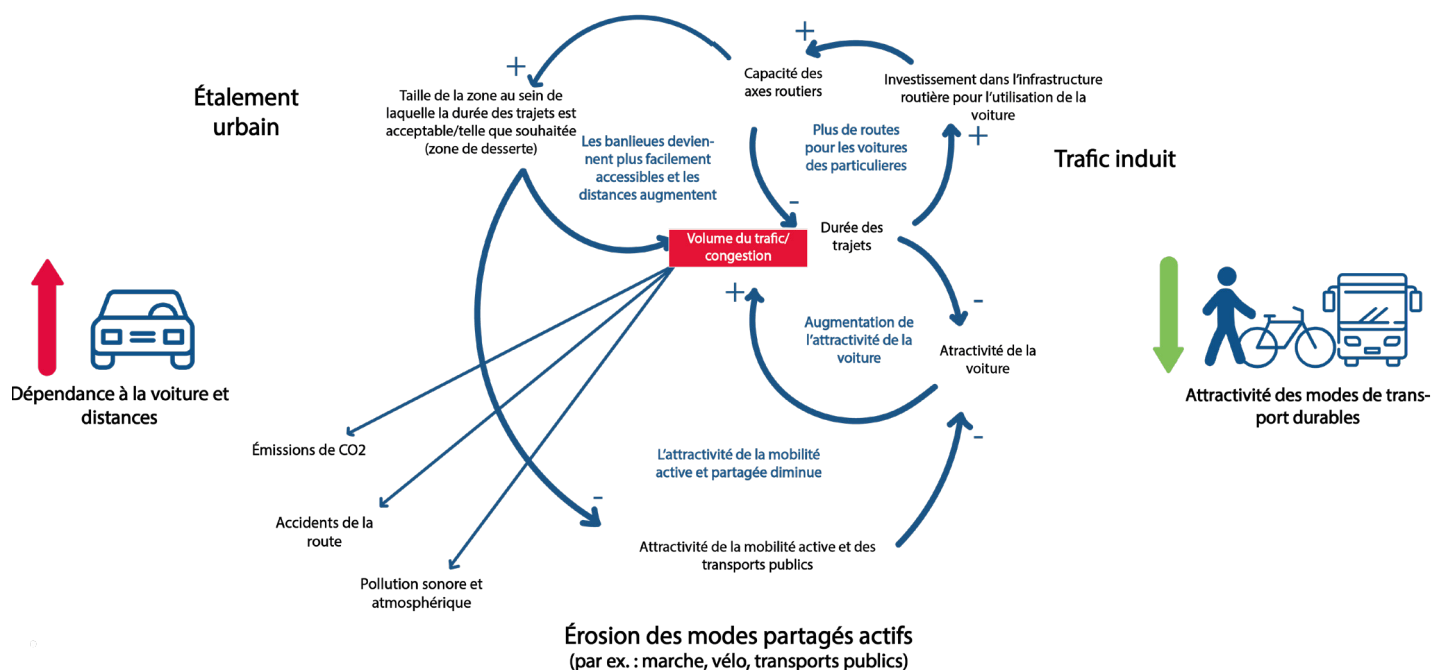 Étalement
urbain
+
Taille de la zone au sein de
laquelle la durée des trajets est
acceptable/telle que souhaitée
(zone de desserte)
+
Capacité des
axes routiers
Investissement dans l'infrastructure
routière pour l'utilisation de la
voiture
+
Les banlieues devien-
nent plus facilement
accessibles et les
distances augmentent
Plus de routes
pour les voitures
des particulieres
Trafic induit
-
Volume du trafic/
congestion
Durée des
trajets
+
-
Augmentation de
l'attractivité de la
voiture
Atractivité de la
voiture
Dépendance à la voiture et
distances
Attractivité des modes de trans-
port durables
-
Émissions de CO2
L'attractivité de la mobilité
active et partagée diminue
-
Accidents de la
route
Attractivité de la mobilité active et des
transports publics
Pollution sonore et
atmosphérique
Érosion des modes partagés actifs
(par ex. : marche, vélo, transports publics)